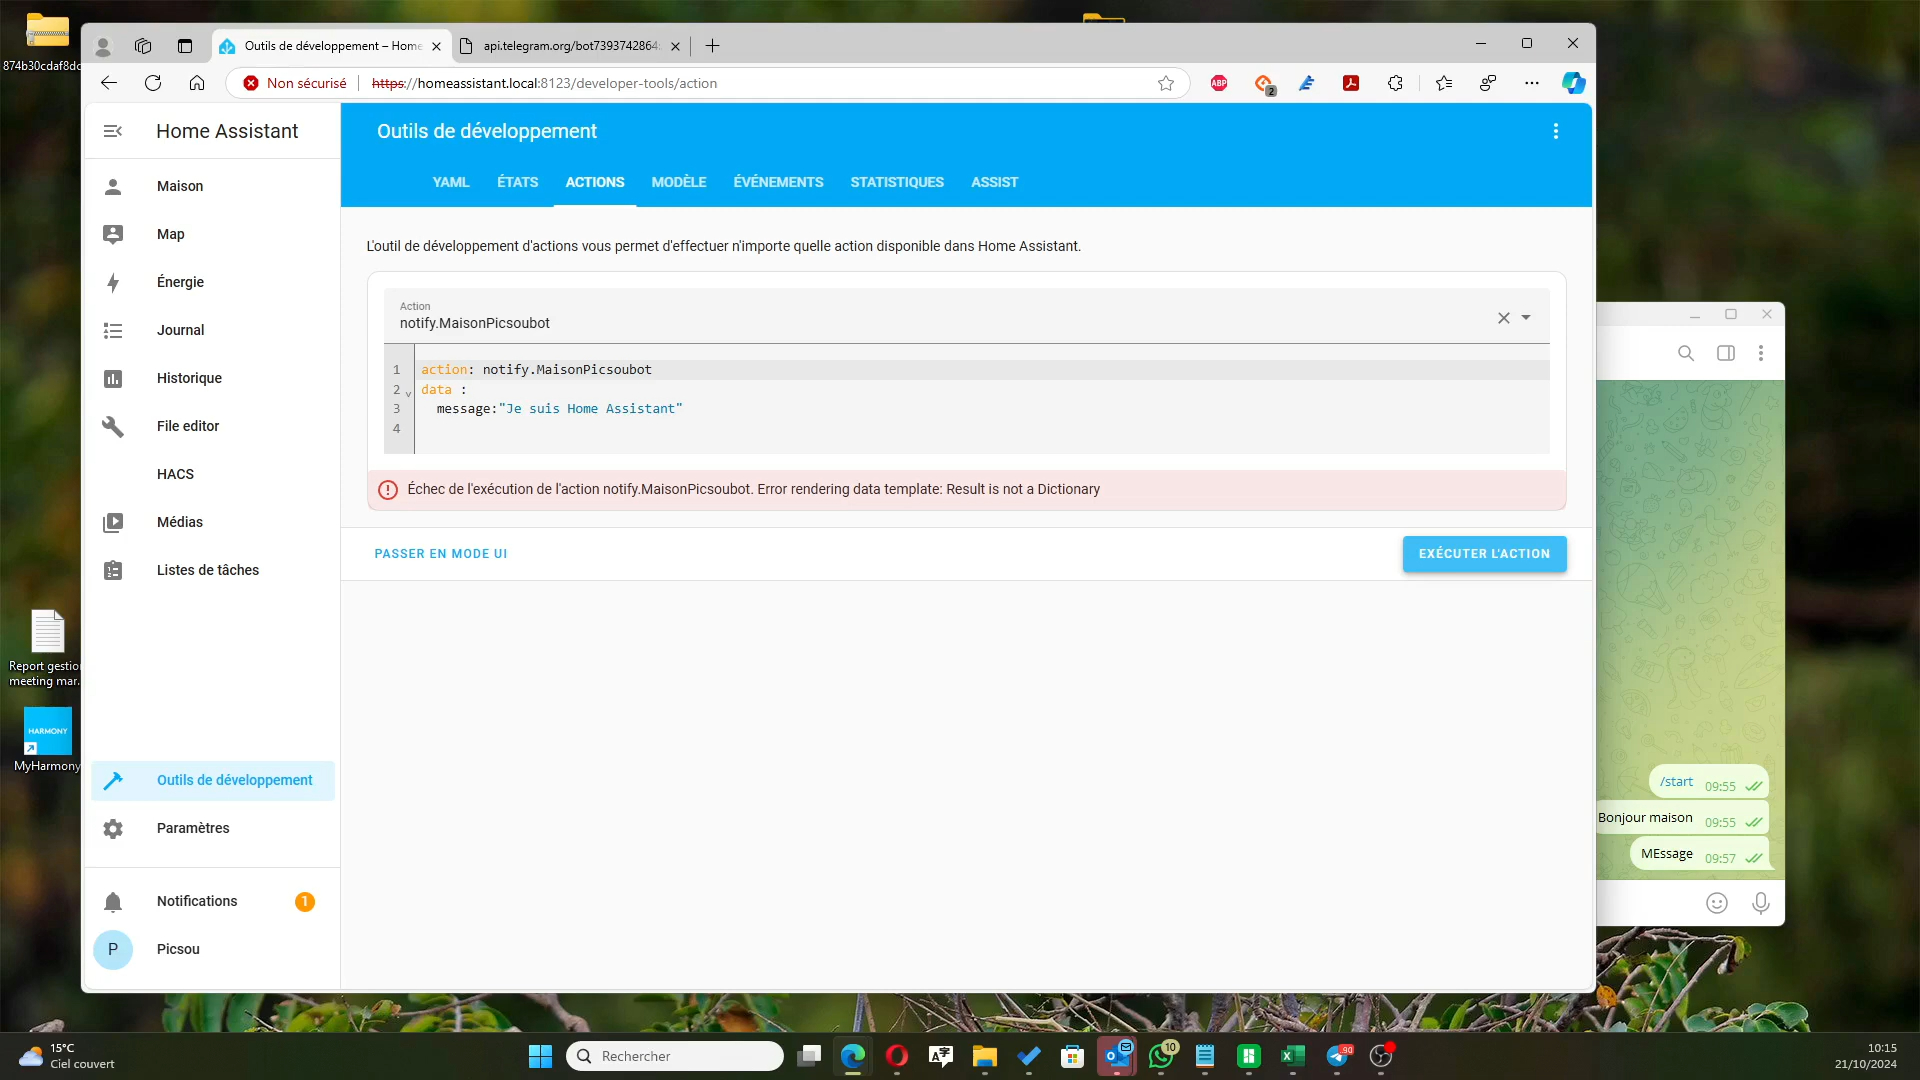 874b30cdaf8dc
Outils de développement – Home
api.telegram.org/bot7393742864:
Non sécurisé
https://homeassistant.local:8123/developer-tools/action
ABP
2
Home Assistant
Maison
Map
Énergie
Journal
Historique
File editor
HACS
Médias
Listes de tâches
Outils de développement
Paramètres
Notifications
1
P
Picsou
Outils de développement
YAML
ÉTATS
ACTIONS
MODÈLE
ÉVÉNEMENTS
STATISTIQUES
ASSIST
L'outil de développement d'actions vous permet d'effectuer n'importe quelle action disponible dans Home Assistant.
Action
notify.MaisonPicsoubot
1 action: notify.MaisonPicsoubot
2 data :
3 message:"Je suis Home Assistant"
4
Échec de l'exécution de l'action notify.MaisonPicsoubot. Error rendering data template: Result is not a Dictionary
PASSER EN MODE UI
EXÉCUTER L'ACTION
Report gestion
meeting mar...
HARMONY
MyHarmony
/start 09:55
Bonjour maison 09:55
MEssage 09:57
15°C
Ciel couvert
Rechercher
10
90
10:15
21/10/2024